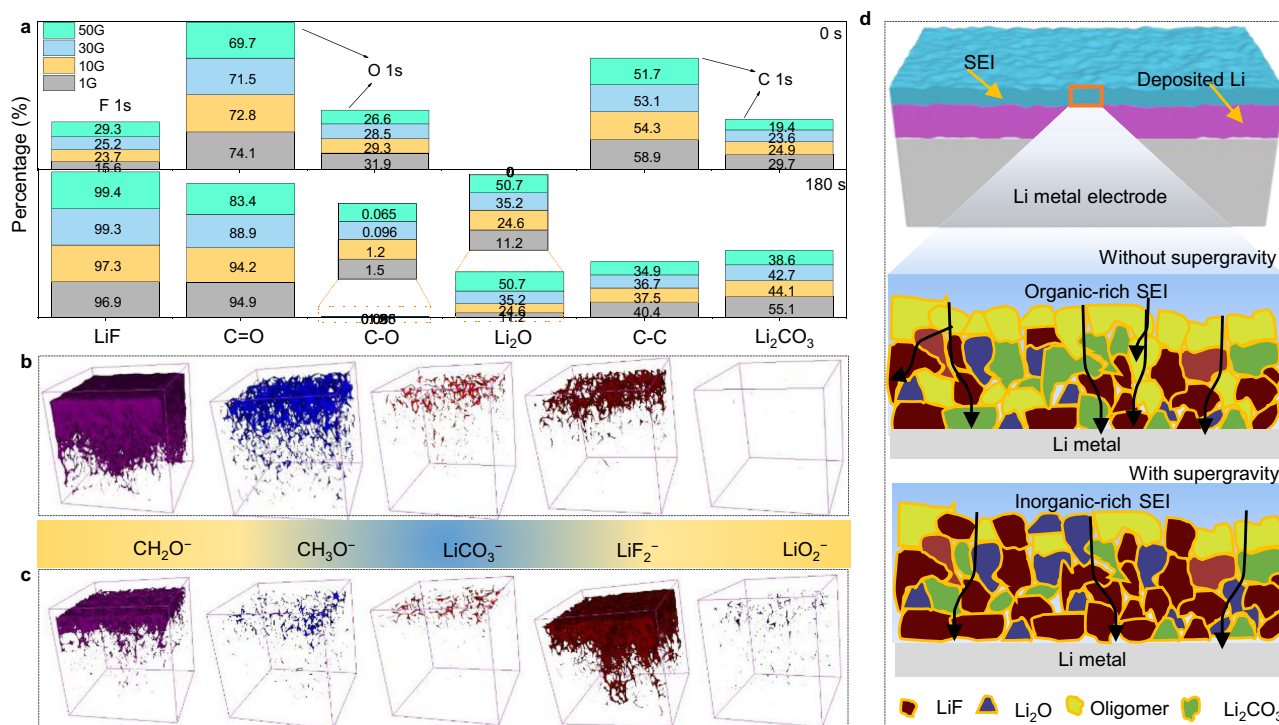 a
50G
30G
10G
1G
0 s
Percentage (%)
F 1s
O 1s
C 1s
29.3
25.2
23.7
15.6
69.7
71.5
72.8
74.1
26.6
28.5
29.3
31.9
51.7
53.1
54.3
58.9
19.4
23.6
24.9
29.7
180 s
99.4
99.3
97.3
96.9
83.4
88.9
94.2
94.9
0.065
0.096
1.2
1.5
0
50.7
35.2
24.6
11.2
50.7
35.2
24.6
11.2
34.9
36.7
37.5
40.4
38.6
42.7
44.1
55.1
LiF C=O C-O Li₂O C-C Li₂CO₃
b
CH₂O⁻ CH₃O⁻ LiCO₃⁻ LiF₂⁻ LiO₂⁻
c
d
SEI
Deposited Li
Li metal electrode
Without supergravity
Organic-rich SEI
Li metal
With supergravity
Inorganic-rich SEI
Li metal
LiF Li₂O Oligomer Li₂CO₃